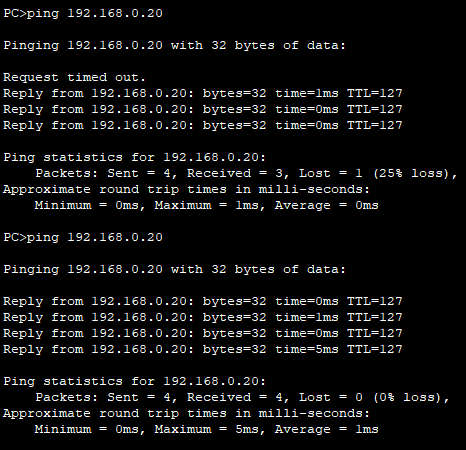 PC>ping 192.168.0.20
Pinging 192.168.0.20 with 32 bytes of data:
Request timed out.
Reply from 192.168.0.20: bytes=32 time=1ms TTL=127
Reply from 192.168.0.20: bytes=32 time=0ms TTL=127
Reply from 192.168.0.20: bytes=32 time=0ms TTL=127
Ping statistics for 192.168.0.20:
    Packets: Sent = 4, Received = 3, Lost = 1 (25% loss),
Approximate round trip times in milli-seconds:
    Minimum = 0ms, Maximum = 1ms, Average = 0ms
PC>ping 192.168.0.20
Pinging 192.168.0.20 with 32 bytes of data:
Reply from 192.168.0.20: bytes=32 time=0ms TTL=127
Reply from 192.168.0.20: bytes=32 time=1ms TTL=127
Reply from 192.168.0.20: bytes=32 time=0ms TTL=127
Reply from 192.168.0.20: bytes=32 time=5ms TTL=127
Ping statistics for 192.168.0.20:
    Packets: Sent = 4, Received = 4, Lost = 0 (0% loss),
Approximate round trip times in milli-seconds:
    Minimum = 0ms, Maximum = 5ms, Average = 1ms